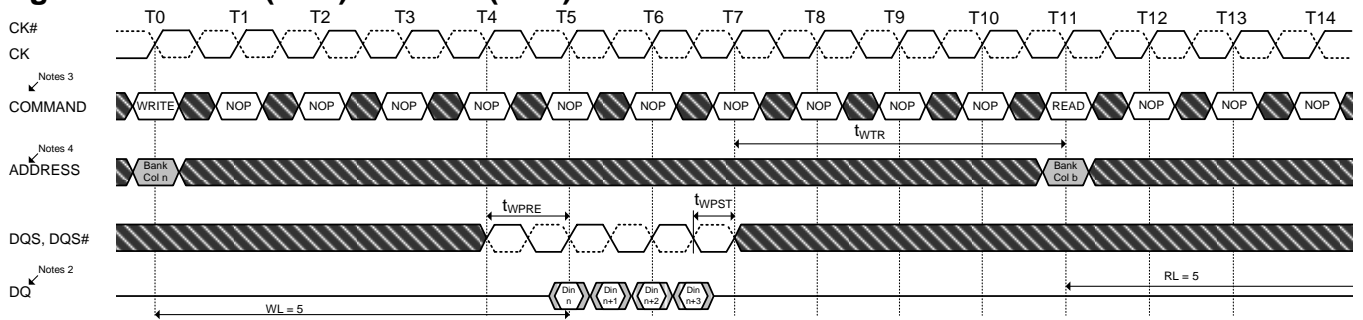 T0 T1 T2 T3 T4 T5 T6 T7 T8 T9 T10 T11 T12 T13 T14
CK#
CK
Notes 3
COMMAND
WRITE NOP NOP NOP NOP NOP NOP NOP NOP NOP NOP READ NOP NOP NOP
tWTR
Notes 4
ADDRESS
Bank
Col n
Bank
Col b
tWPRE
tWPST
DQS, DQS#
Notes 2
DQ
Din
n
Din
n+1
Din
n+2
Din
n+3
RL = 5
WL = 5